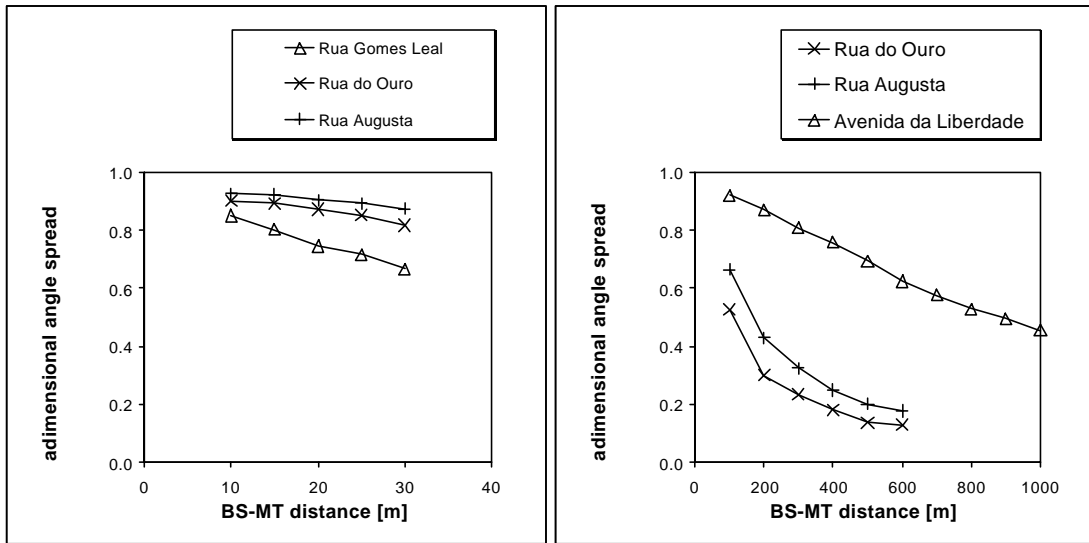 Rua Gomes Leal
Rua do Ouro
Rua Augusta
adimensional angle spread
1.0
0.8
0.6
0.4
0.2
0.0
0 10 20 30 40
BS-MT distance [m]
Rua do Ouro
Rua Augusta
Avenida da Liberdade
adimensional angle spread
1.0
0.8
0.6
0.4
0.2
0.0
0 200 400 600 800 1000
BS-MT distance [m]